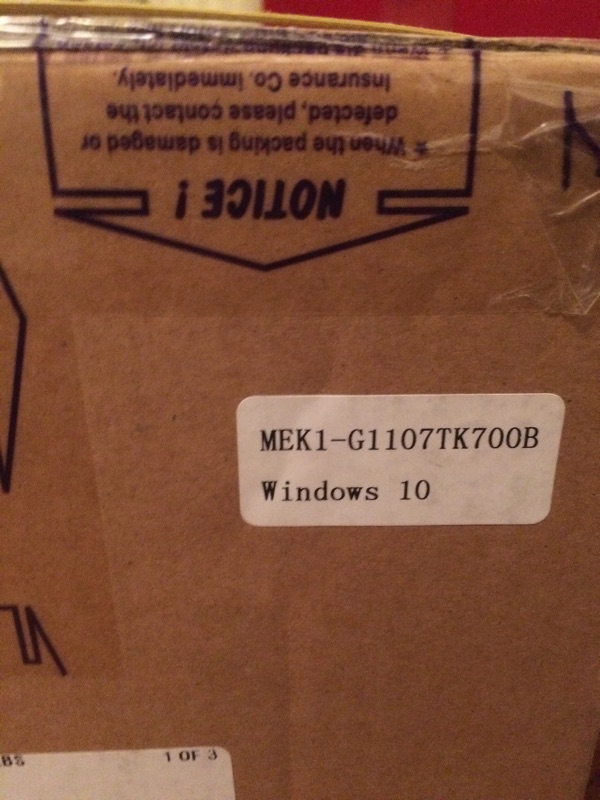 NOTICE !
★ When the packing is damaged or
defected, please contact the
Insurance Co. immediately.
MEK1-G1107TK700B
Windows 10
LBS
1 OF 3